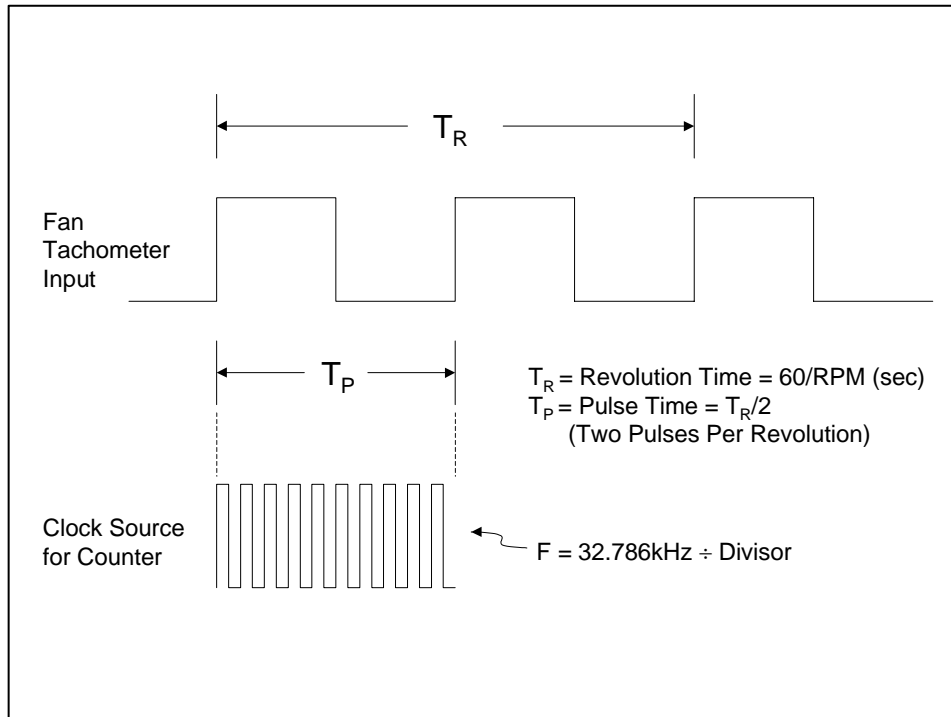 T_R
Fan
Tachometer
Input
T_P
T_R = Revolution Time = 60/RPM (sec)
T_P = Pulse Time = T_R/2
(Two Pulses Per Revolution)
Clock Source
for Counter
F = 32.786kHz ÷ Divisor